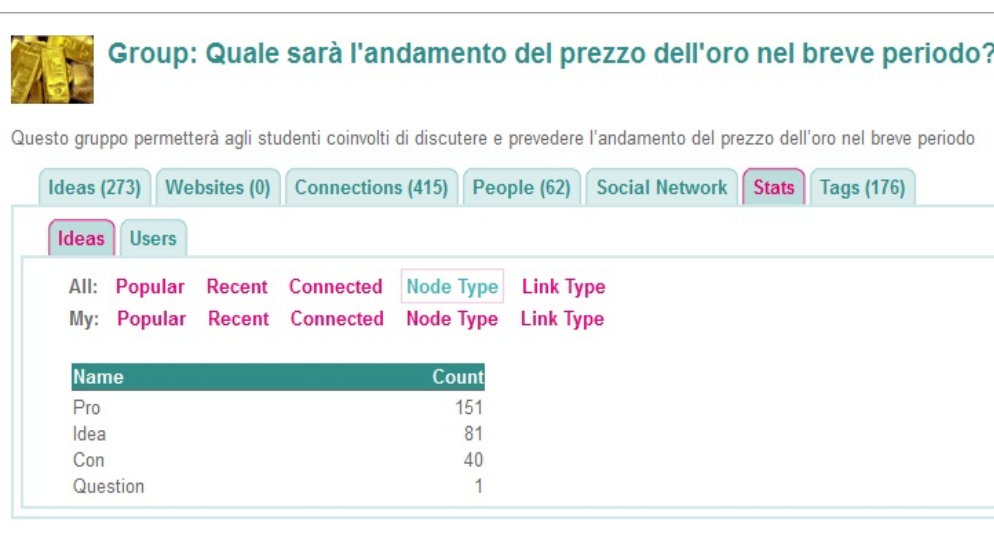 Group: Quale sarà l'andamento del prezzo dell'oro nel breve periodo?
Questo gruppo permetterà agli studenti coinvolti di discutere e prevedere l'andamento del prezzo dell'oro nel breve periodo
Ideas (273) Websites (0) Connections (415) People (62) Social Network Stats Tags (176)
Ideas Users
All: Popular Recent Connected Node Type Link Type
My: Popular Recent Connected Node Type Link Type
Name Count
Pro 151
Idea 81
Con 40
Question 1